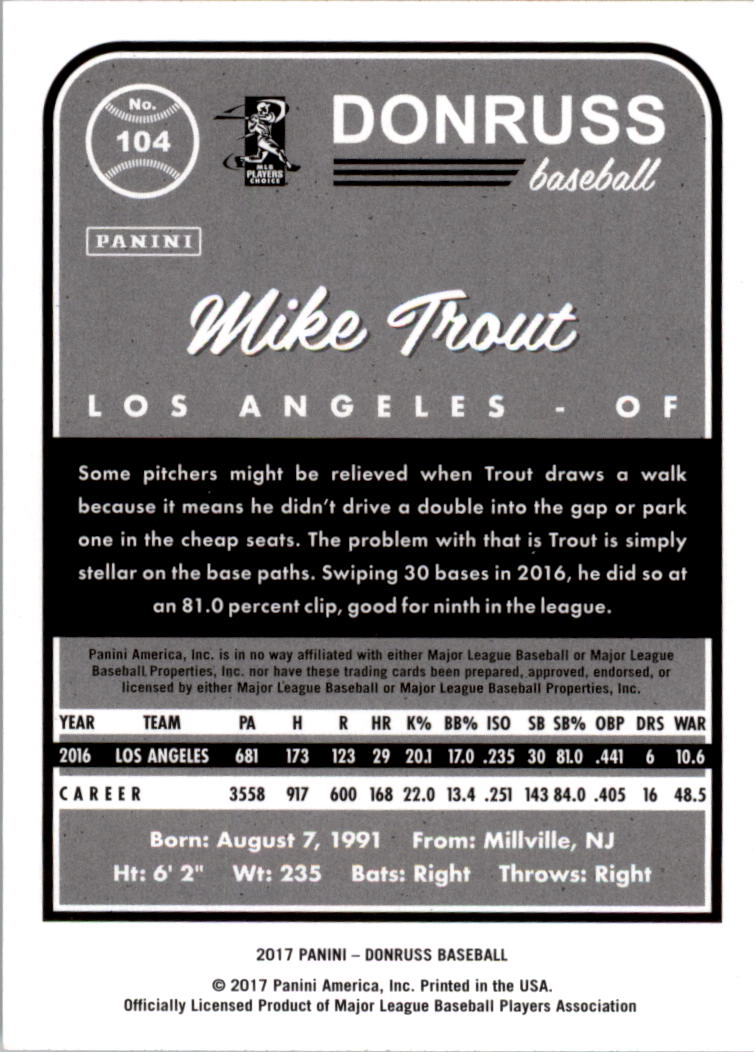 No.
104
MLB
PLAYERS
CHOICE
DONRUSS
baseball
PANINI
Mike Trout
LOS ANGELES - OF
Some pitchers might be relieved when Trout draws a walk
because it means he didn't drive a double into the gap or park
one in the cheap seats. The problem with that is Trout is simply
stellar on the base paths. Swiping 30 bases in 2016, he did so at
an 81.0 percent clip, good for ninth in the league.
Panini America, Inc. is in no way affiliated with either Major League Baseball or Major League
Baseball Properties, Inc. nor have these trading cards been prepared, approved, endorsed, or
licensed by either Major League Baseball or Major League Baseball Properties, Inc.
YEAR TEAM PA H R HR K% BB% ISO SB SB% OBP DRS WAR
2016 LOS ANGELES 681 173 123 29 20.1 17.0 .235 30 81.0 .441 6 10.6
CAREER 3558 917 600 168 22.0 13.4 .251 143 84.0 .405 16 48.5
Born: August 7, 1991 From: Millville, NJ
Ht: 6' 2" Wt: 235 Bats: Right Throws: Right
2017 PANINI – DONRUSS BASEBALL
© 2017 Panini America, Inc. Printed in the USA.
Officially Licensed Product of Major League Baseball Players Association